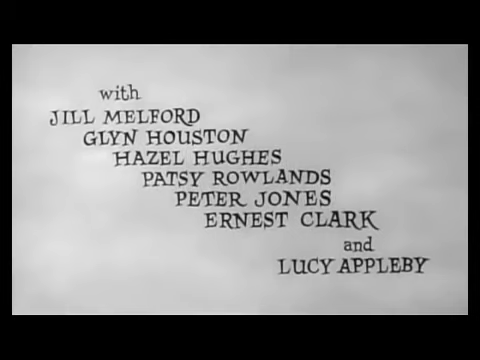 with
JILL MELFORD
GLYN HOUSTON
HAZEL HUGHES
PATSY ROWLANDS
PETER JONES
ERNEST CLARK
and
LUCY APPLEBY